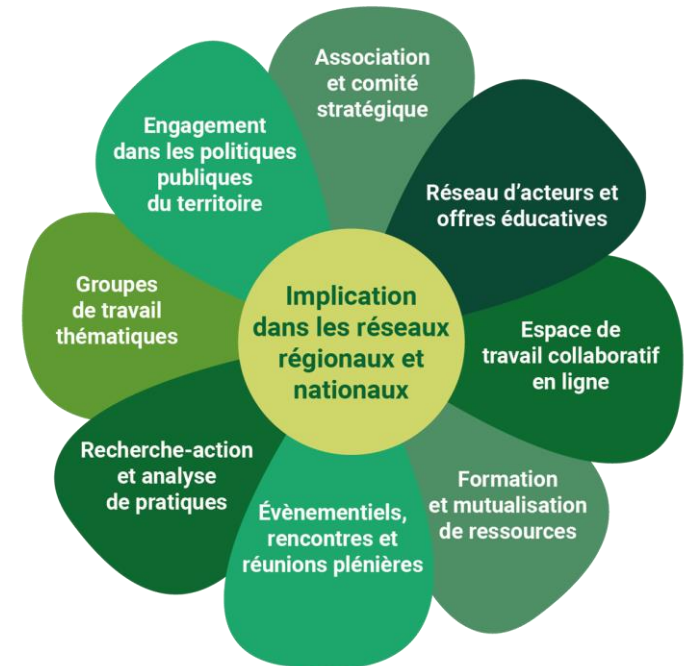 Association
et comité
stratégique
Engagement
dans les politiques
publiques
du territoire
Réseau d'acteurs et
offres éducatives
Groupes
de travail
thématiques
Implication
dans les réseaux
régionaux et
nationaux
Espace de
travail collaboratif
en ligne
Recherche-action
et analyse
de pratiques
Formation
et mutualisation
de ressources
Évènementiels,
rencontres et
réunions plénières